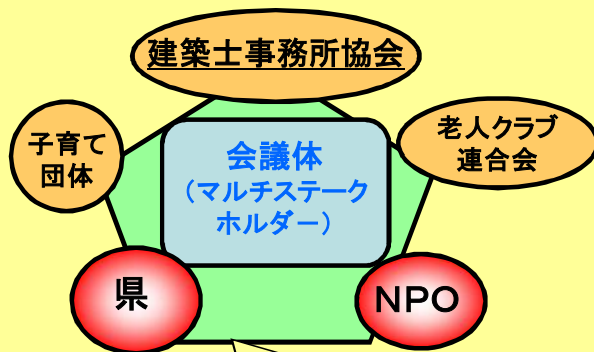 建築士事務所協会
子育て
団体
老人クラブ
連合会
会議体
（マルチステーク
ホルダー）
県
NPO